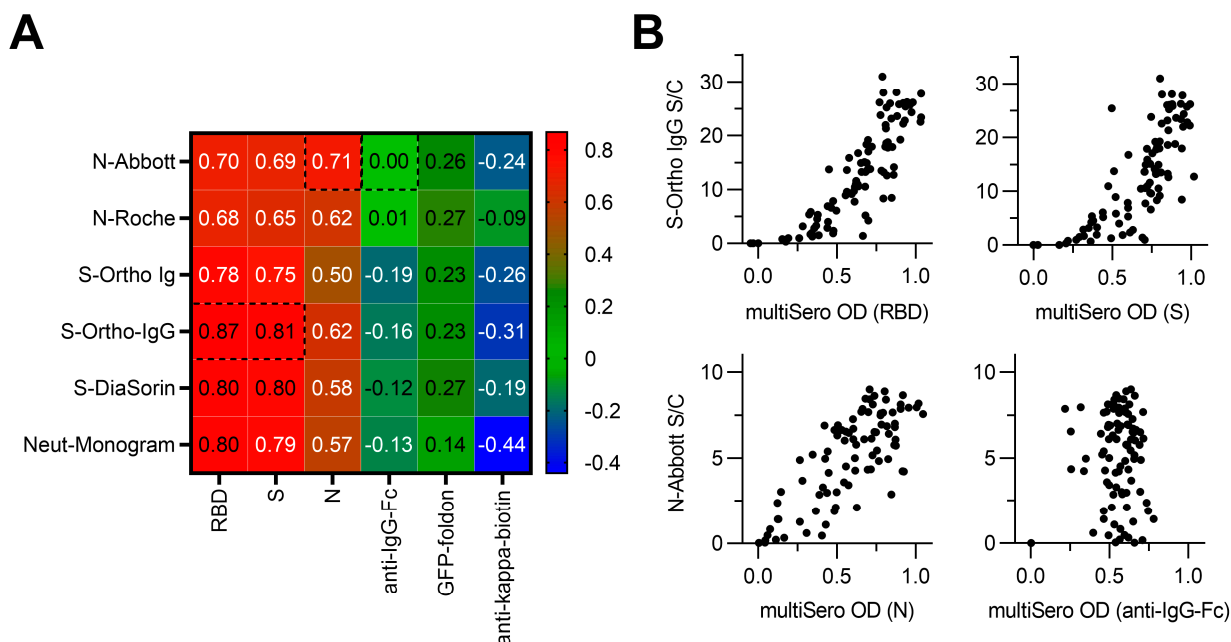 A
N-Abbott 0.70 0.69 0.71 0.00 0.26 -0.24
N-Roche 0.68 0.65 0.62 0.01 0.27 -0.09
S-Ortho Ig 0.78 0.75 0.50 -0.19 0.23 -0.26
S-Ortho-IgG 0.87 0.81 0.62 -0.16 0.23 -0.31
S-DiaSorin 0.80 0.80 0.58 -0.12 0.27 -0.19
Neut-Monogram 0.80 0.79 0.57 -0.13 0.14 -0.44
RBD
S
N
anti-IgG-Fc
GFP-foldon
anti-kappa-biotin
0.8
0.6
0.4
0.2
0
-0.2
-0.4
B
S-Ortho IgG S/C
30
20
10
0
0.0 0.5 1.0
multiSero OD (RBD)
30
20
10
0
0.0 0.5 1.0
multiSero OD (S)
N-Abbott S/C
10
5
0
0.0 0.5 1.0
multiSero OD (N)
10
5
0
0.0 0.5 1.0
multiSero OD (anti-IgG-Fc)